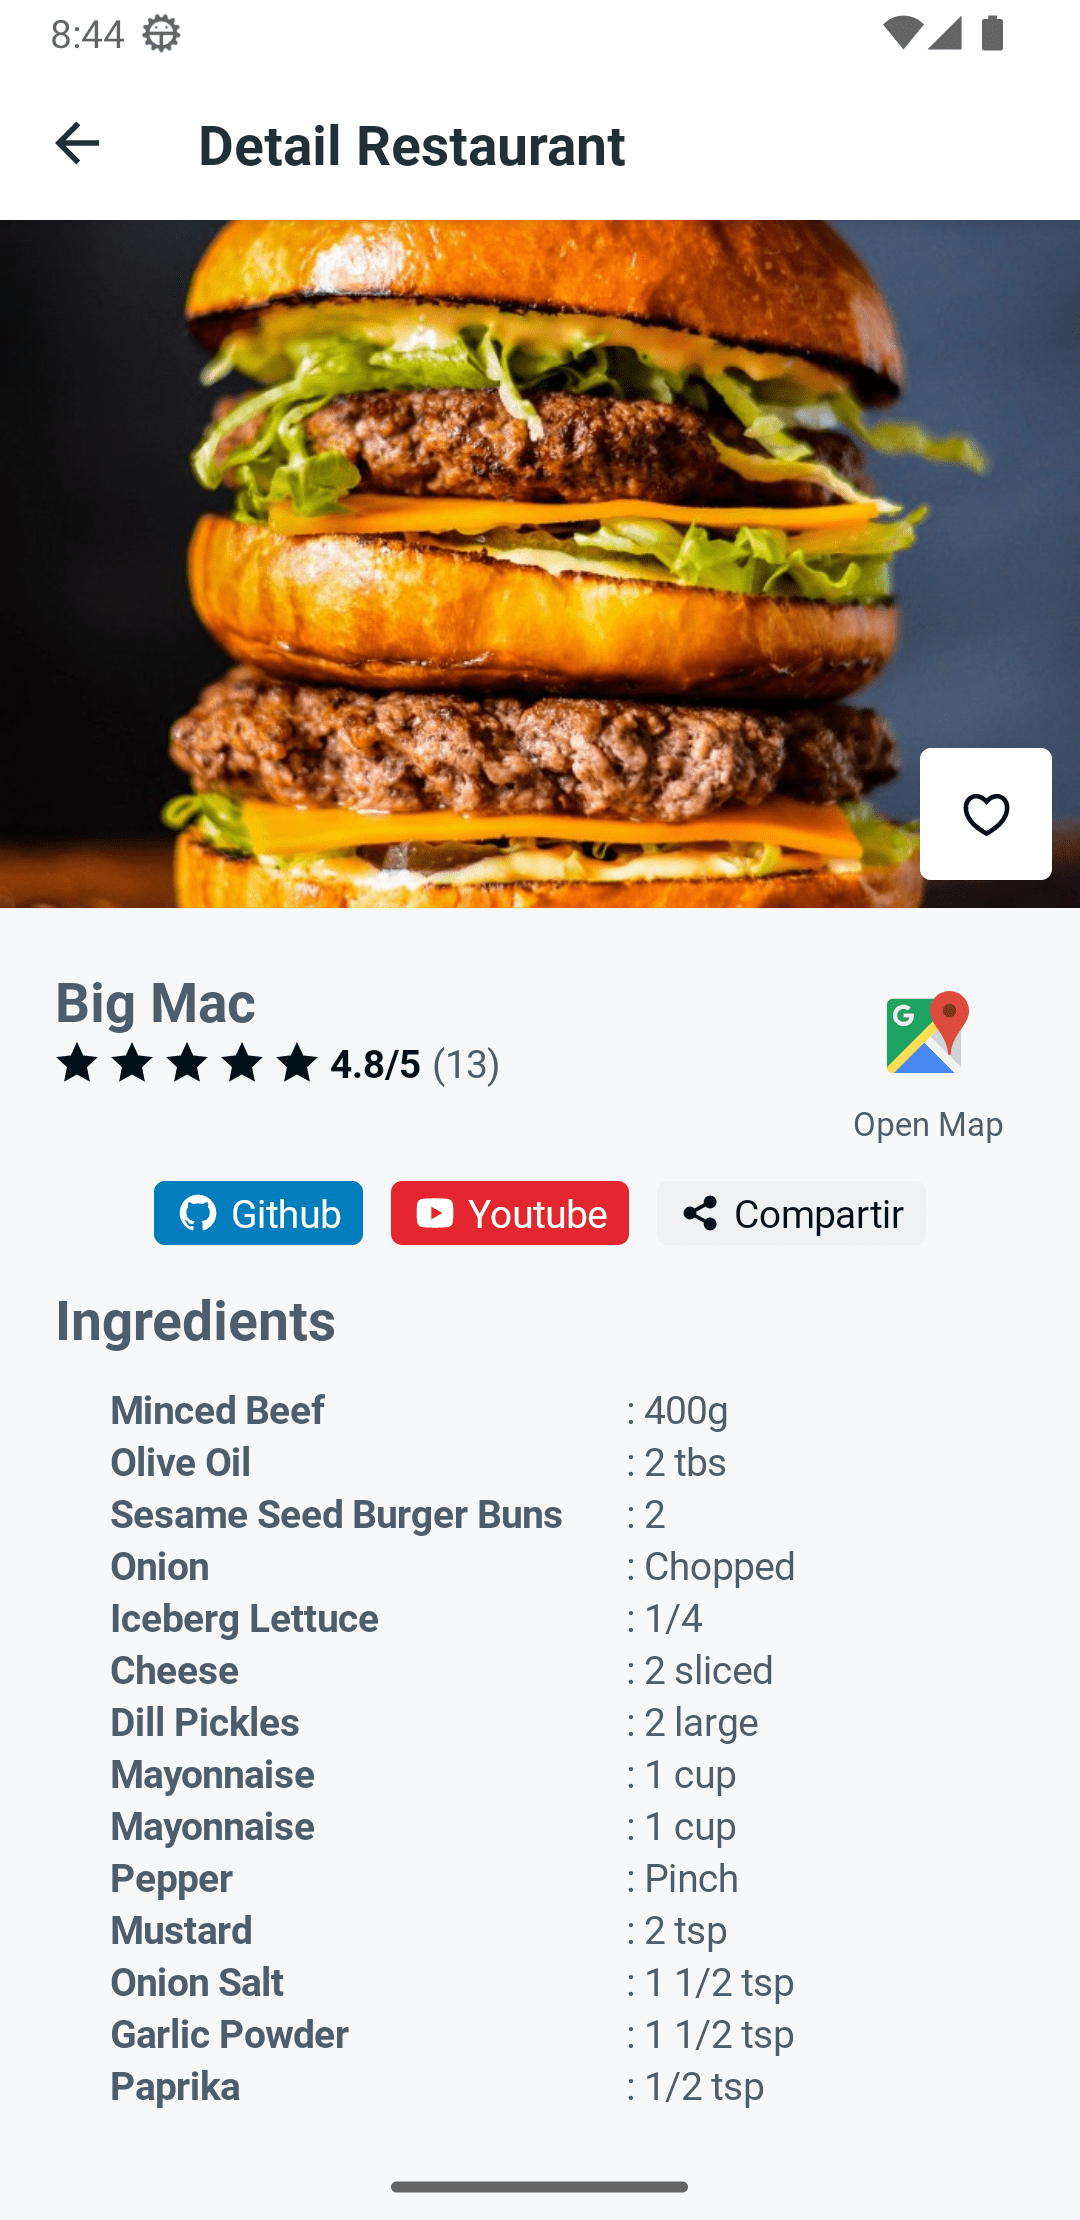 8:44
Detail Restaurant
Big Mac
4.8/5 (13)
Open Map
Github Youtube Compartir
Ingredients
Minced Beef : 400g
Olive Oil : 2 tbs
Sesame Seed Burger Buns : 2
Onion : Chopped
Iceberg Lettuce : 1/4
Cheese : 2 sliced
Dill Pickles : 2 large
Mayonnaise : 1 cup
Mayonnaise : 1 cup
Pepper : Pinch
Mustard : 2 tsp
Onion Salt : 1 1/2 tsp
Garlic Powder : 1 1/2 tsp
Paprika : 1/2 tsp